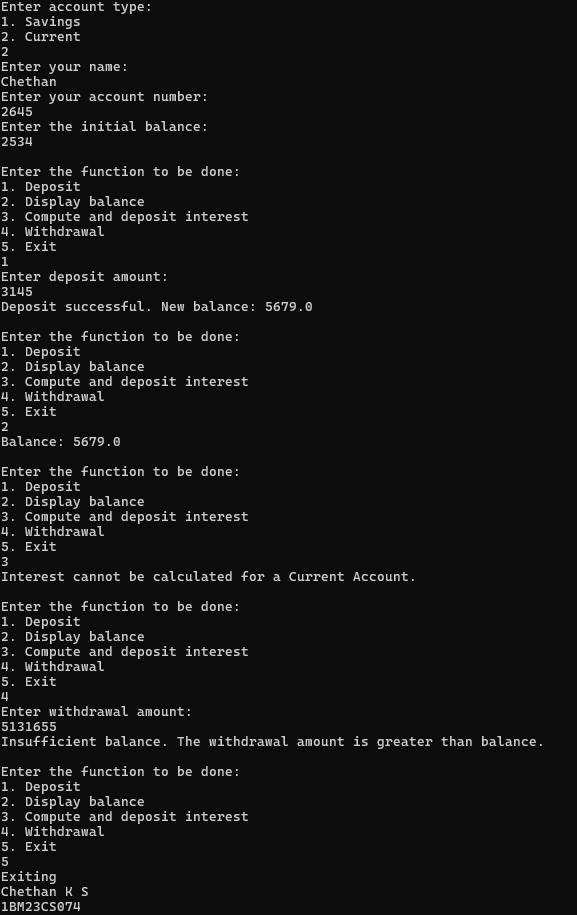 Enter account type:
1. Savings
2. Current
2
Enter your name:
Chethan
Enter your account number:
2645
Enter the initial balance:
2534

Enter the function to be done:
1. Deposit
2. Display balance
3. Compute and deposit interest
4. Withdrawal
5. Exit
1
Enter deposit amount:
3145
Deposit successful. New balance: 5679.0

Enter the function to be done:
1. Deposit
2. Display balance
3. Compute and deposit interest
4. Withdrawal
5. Exit
2
Balance: 5679.0

Enter the function to be done:
1. Deposit
2. Display balance
3. Compute and deposit interest
4. Withdrawal
5. Exit
3
Interest cannot be calculated for a Current Account.

Enter the function to be done:
1. Deposit
2. Display balance
3. Compute and deposit interest
4. Withdrawal
5. Exit
4
Enter withdrawal amount:
5131655
Insufficient balance. The withdrawal amount is greater than balance.

Enter the function to be done:
1. Deposit
2. Display balance
3. Compute and deposit interest
4. Withdrawal
5. Exit
5
Exiting
Chethan K S
1BM23CS074